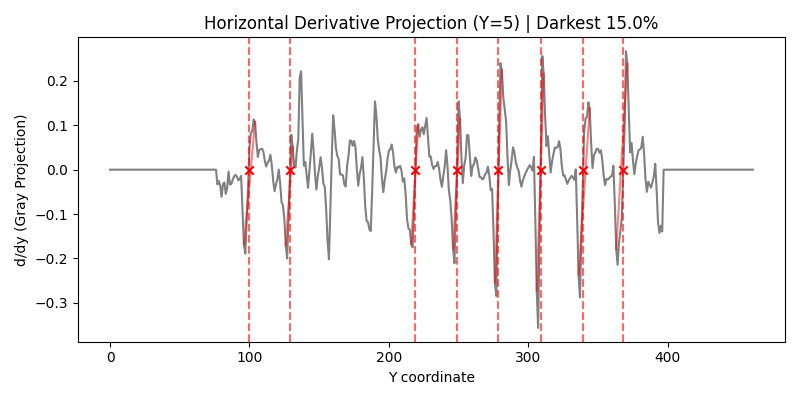 Horizontal Derivative Projection (Y=5) | Darkest 15.0%
d/dy (Gray Projection)
0.2
0.1
0.0
−0.1
−0.2
−0.3
0 100 200 300 400
Y coordinate